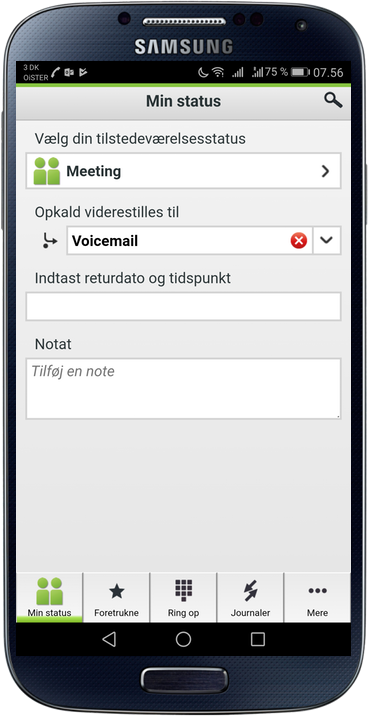 SAMSUNG
3 DK
OiSTER
75 %
07.56
Min status
Vælg din tilstedeværelsesstatus
Meeting
Opkald viderestilles til
Voicemail
Indtast returdato og tidspunkt
Notat
Tilføj en note
Min status
Foretrukne
Ring op
Journaler
Mere